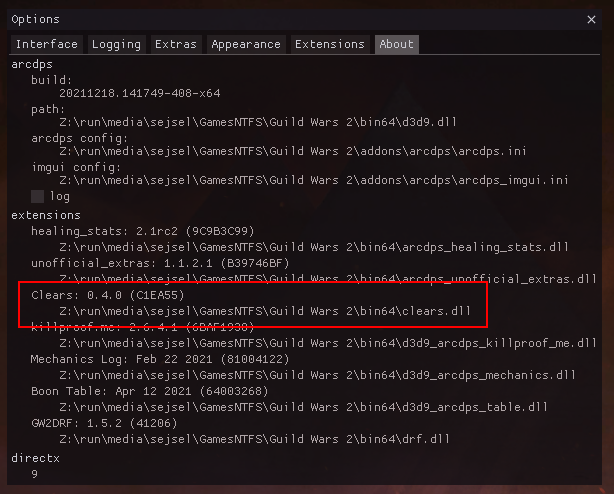 Options
Interface Logging Extras Appearance Extensions About
arcdps
build:
20211218.141749-408-x64
path:
Z:\run\media\sejsel\GamesNTFS\Guild Wars 2\bin64\d3d9.dll
arcdps config:
Z:\run\media\sejsel\GamesNTFS\Guild Wars 2\addons\arcdps\arcdps.ini
imgui config:
Z:\run\media\sejsel\GamesNTFS\Guild Wars 2\addons\arcdps\arcdps_imgui.ini
log
extensions
healing_stats: 2.1rc2 (9C9B3C99)
Z:\run\media\sejsel\GamesNTFS\Guild Wars 2\bin64\arcdps_healing_stats.dll
unofficial_extras: 1.1.2.1 (B39746BF)
Z:\run\media\sejsel\GamesNTFS\Guild Wars 2\bin64\arcdps_unofficial_extras.dll
Clears: 0.4.0 (C1EA55)
Z:\run\media\sejsel\GamesNTFS\Guild Wars 2\bin64\clears.dll
killproof.me: 2.6.4.1 (6BAF1938)
Z:\run\media\sejsel\GamesNTFS\Guild Wars 2\bin64\d3d9_arcdps_killproof_me.dll
Mechanics Log: Feb 22 2021 (81004122)
Z:\run\media\sejsel\GamesNTFS\Guild Wars 2\bin64\d3d9_arcdps_mechanics.dll
Boon Table: Apr 12 2021 (64003268)
Z:\run\media\sejsel\GamesNTFS\Guild Wars 2\bin64\d3d9_arcdps_table.dll
GW2DRF: 1.5.2 (41206)
Z:\run\media\sejsel\GamesNTFS\Guild Wars 2\bin64\drf.dll
directx
9